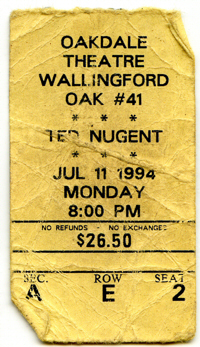 OAKDALE
THEATRE
WALLINGFORD
OAK #41
* * *
TED NUGENT
* * *
JUL 11 1994
MONDAY
8:00 PM
NO REFUNDS - NO EXCHANGES
$26.50
SEC. ROW SEAT
A E 2